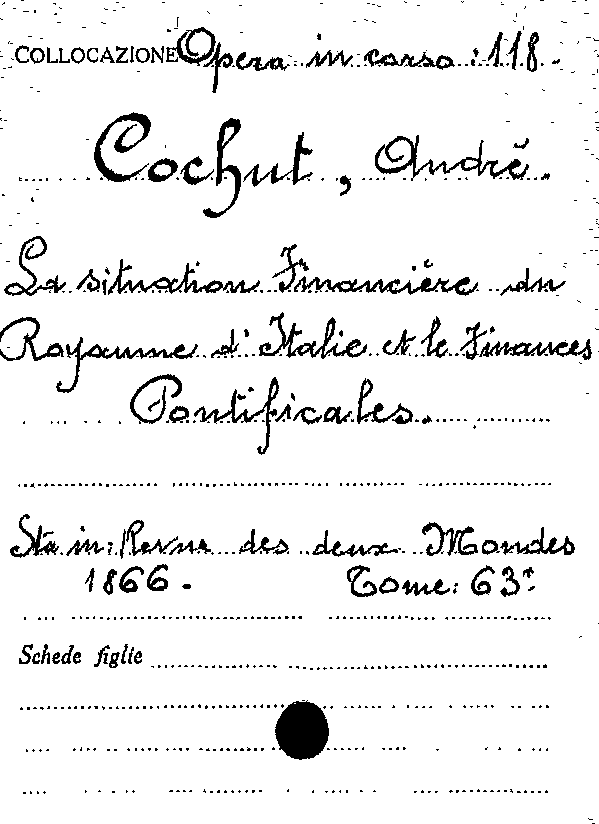 COLLOCAZIONE Opera in corso : 118.
Cochut, André.
La situation Financière du
Royaume d'Italie et le Finances
Pontificales.
Sta in: Revue des deux Mondes
1866. Tome: 63º
Schede figlie